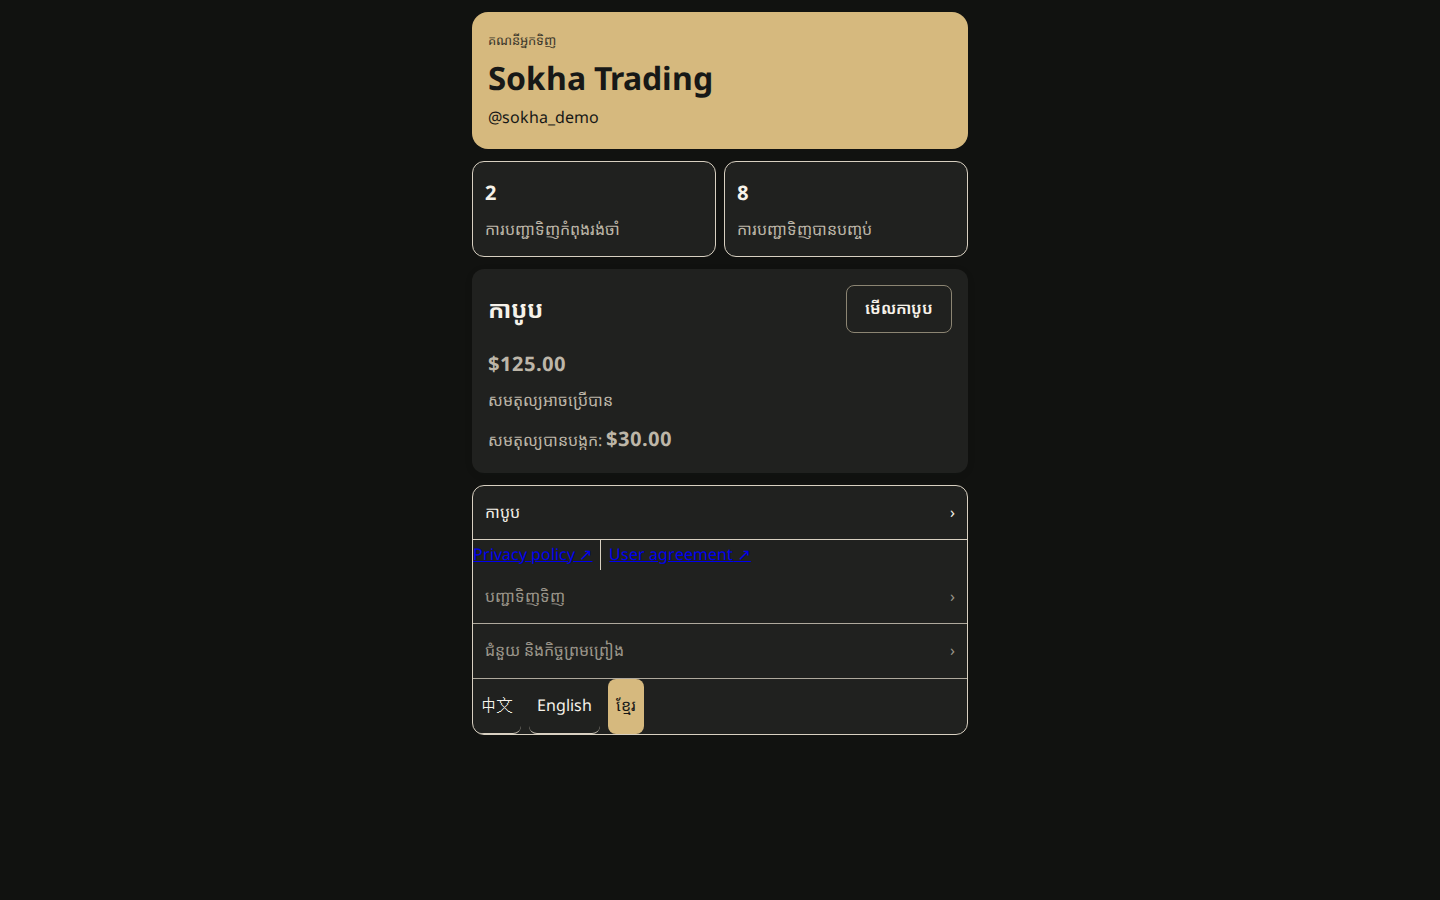 គណនីអ្នកទិញ
Sokha Trading
@sokha_demo
2
ការបញ្ជាទិញកំពុងរង់ចាំ
8
ការបញ្ជាទិញបានបញ្ចប់
កាបូប
មើលកាបូប
$125.00
សមតុល្យអាចប្រើបាន
សមតុល្យបានបង្កក: $30.00
កាបូប ›
Privacy policy ↗ User agreement ↗
បញ្ជាទិញទិញ ›
ជំនួយ និងកិច្ចព្រមព្រៀង ›
中文 English ខ្មែរ